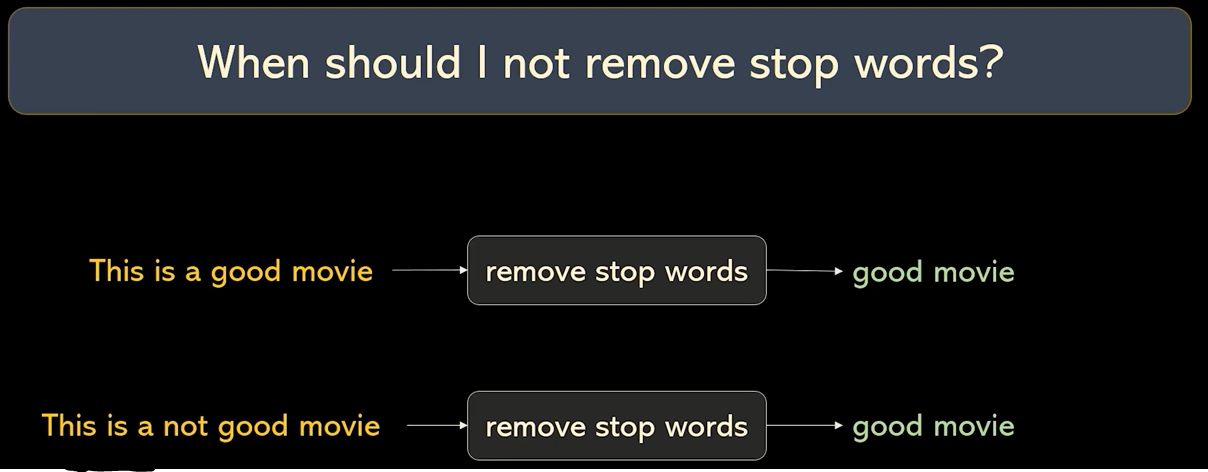 When should I not remove stop words?
This is a good movie
remove stop words
good movie
This is a not good movie
remove stop words
good movie